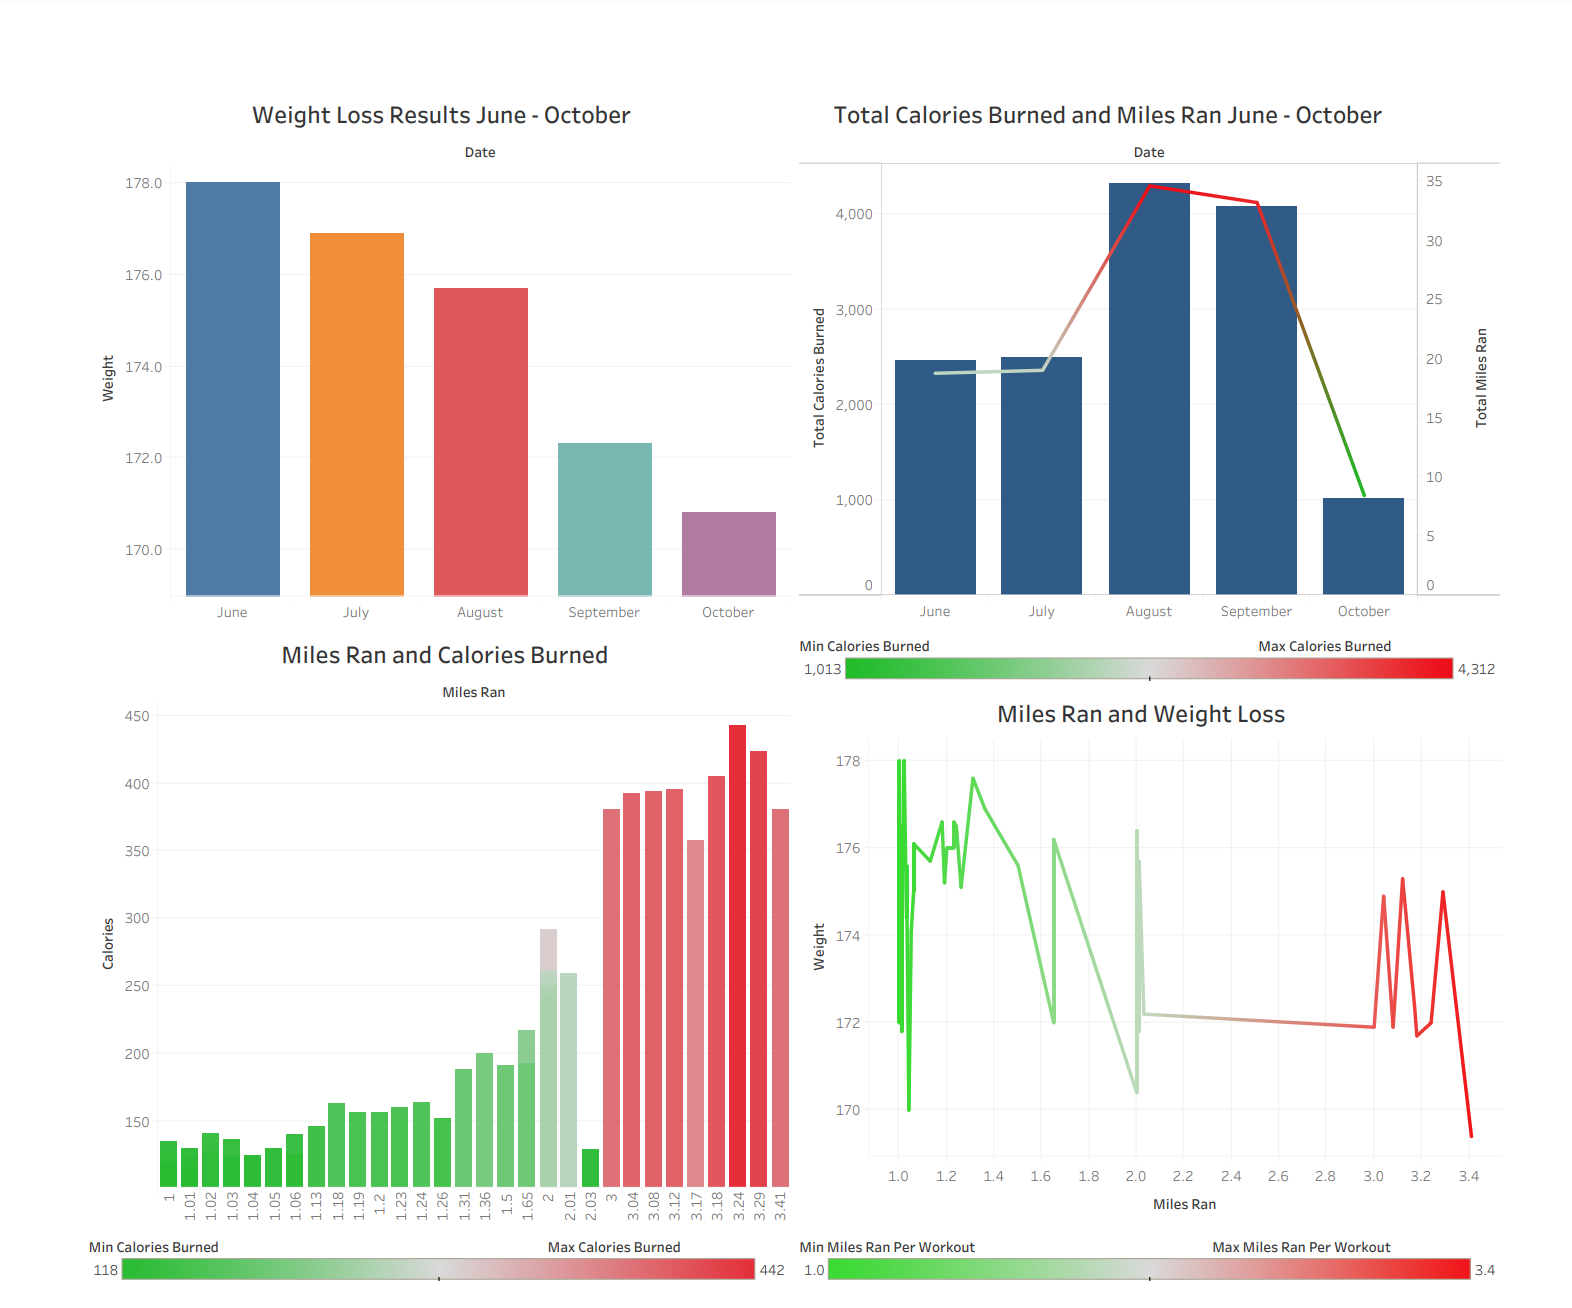 Weight Loss Results June - October
Date
178.0
176.0
174.0
172.0
170.0
Weight
June July August September October
Total Calories Burned and Miles Ran June - October
Date
4,000
3,000
2,000
1,000
0
Total Calories Burned
35
30
25
20
15
10
5
0
Total Miles Ran
June July August September October
Min Calories Burned Max Calories Burned
1,013 4,312
Miles Ran and Calories Burned
Miles Ran
450
400
350
300
250
200
150
Calories
1 1.01 1.02 1.03 1.04 1.05 1.06 1.13 1.18 1.19 1.2 1.23 1.24 1.26 1.31 1.36 1.5 1.65 2 2.01 2.03 3 3.04 3.08 3.12 3.17 3.18 3.24 3.29 3.41
Min Calories Burned Max Calories Burned
118 442
Miles Ran and Weight Loss
178
176
174
172
170
Weight
1.0 1.2 1.4 1.6 1.8 2.0 2.2 2.4 2.6 2.8 3.0 3.2 3.4
Miles Ran
Min Miles Ran Per Workout Max Miles Ran Per Workout
1.0 3.4